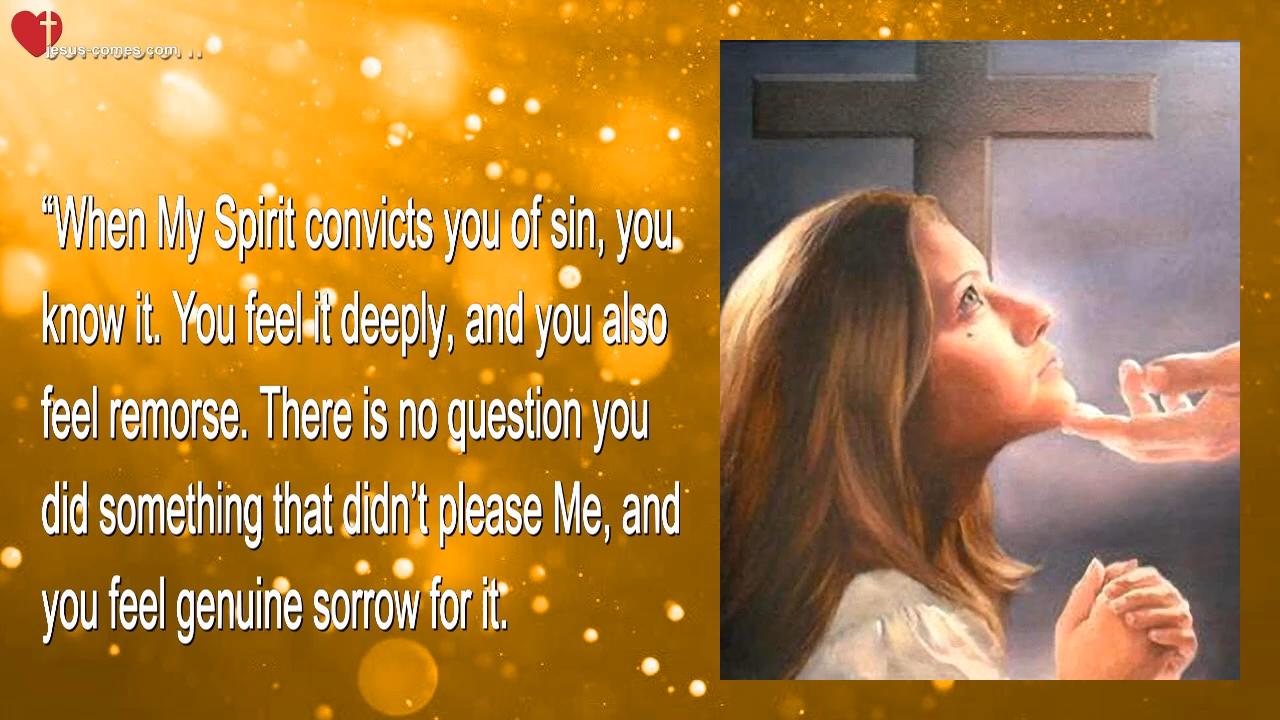 jesus-comes.com
“When My Spirit convicts you of sin, you
know it. You feel it deeply, and you also
feel remorse. There is no question you
did something that didn’t please Me, and
you feel genuine sorrow for it.